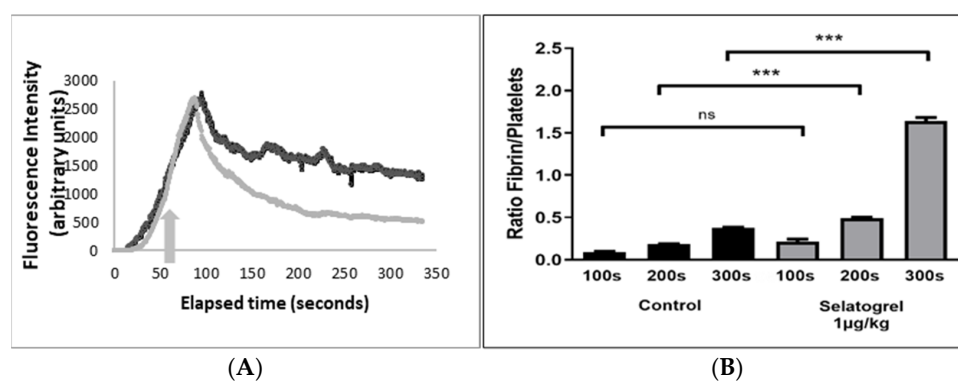 Fluorescence Intensity
(arbitrary units)
3000
2500
2000
1500
1000
500
0
0 50 100 150 200 250 300 350
Elapsed time (seconds)
(A)
B
Ratio Fibrin/Platelets
2.5
2.0
1.5
1.0
0.5
0.0
***
***
ns
100s 200s 300s 100s 200s 300s
Control Selatogrel
1µg/kg
(B)